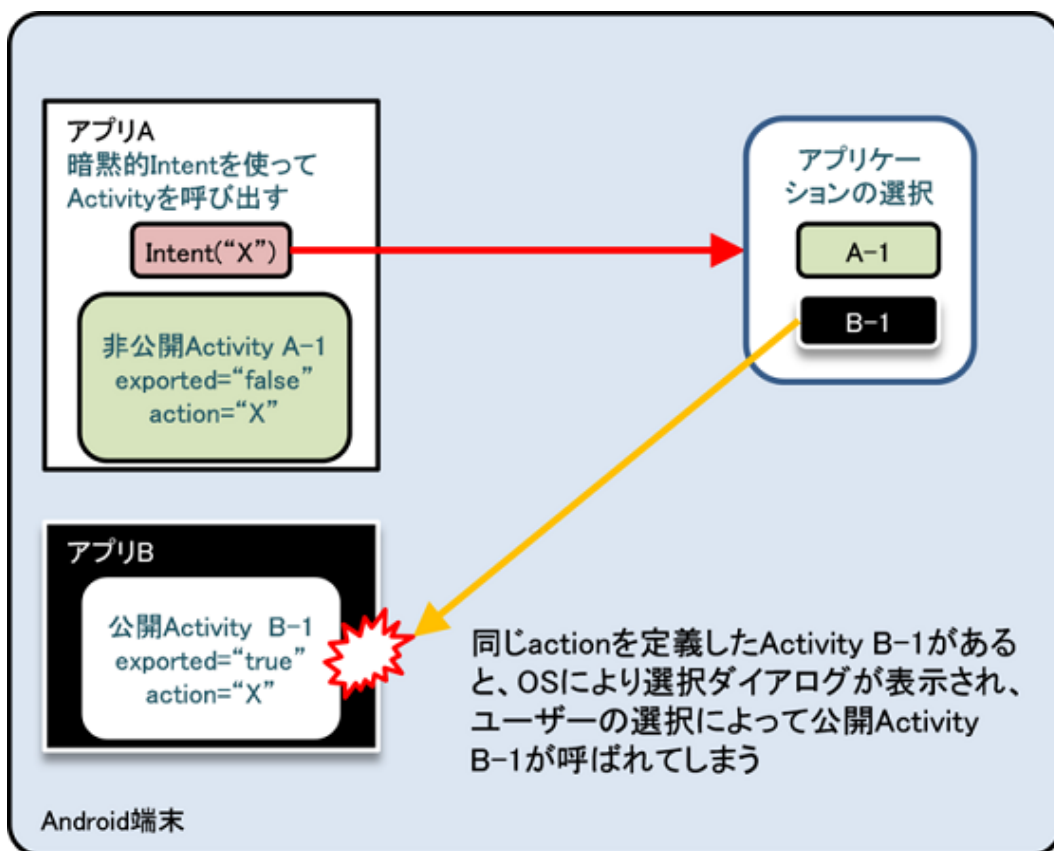 アプリA
暗黙的Intentを使って
Activityを呼び出す
Intent(“X”)
非公開Activity A-1
exported=“false”
action=“X”
アプリケー
ションの選択
A-1
B-1
アプリB
公開Activity B-1
exported=“true”
action=“X”
同じactionを定義したActivity B-1がある
と、OSにより選択ダイアログが表示され、
ユーザーの選択によって公開Activity
B-1が呼ばれてしまう
Android端末